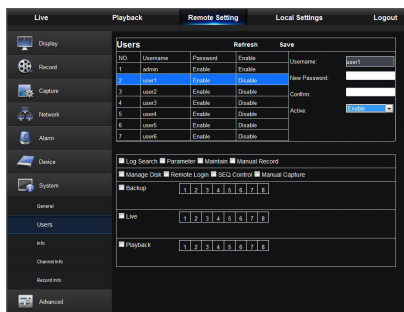 Live Playback Remote Setting Local Settings Logout
Display
Record
Capture
Network
Alarm
Device
System
General
Users
Info
Channel Info
Record Info
Advanced
Users Refresh Save
NO. Username Password Enable
1 admin Enable Enable
2 user1 Enable Disable
3 user2 Enable Disable
4 user3 Enable Disable
5 user4 Enable Disable
6 user5 Enable Disable
7 user6 Enable Disable
Username: user1
New Password:
Confirm:
Active: Enable
Log Search Parameter Maintain Manual Record
Manage Disk Remote Login SEQ Control Manual Capture
Backup 1 2 3 4 5 6 7 8
Live 1 2 3 4 5 6 7 8
Playback 1 2 3 4 5 6 7 8